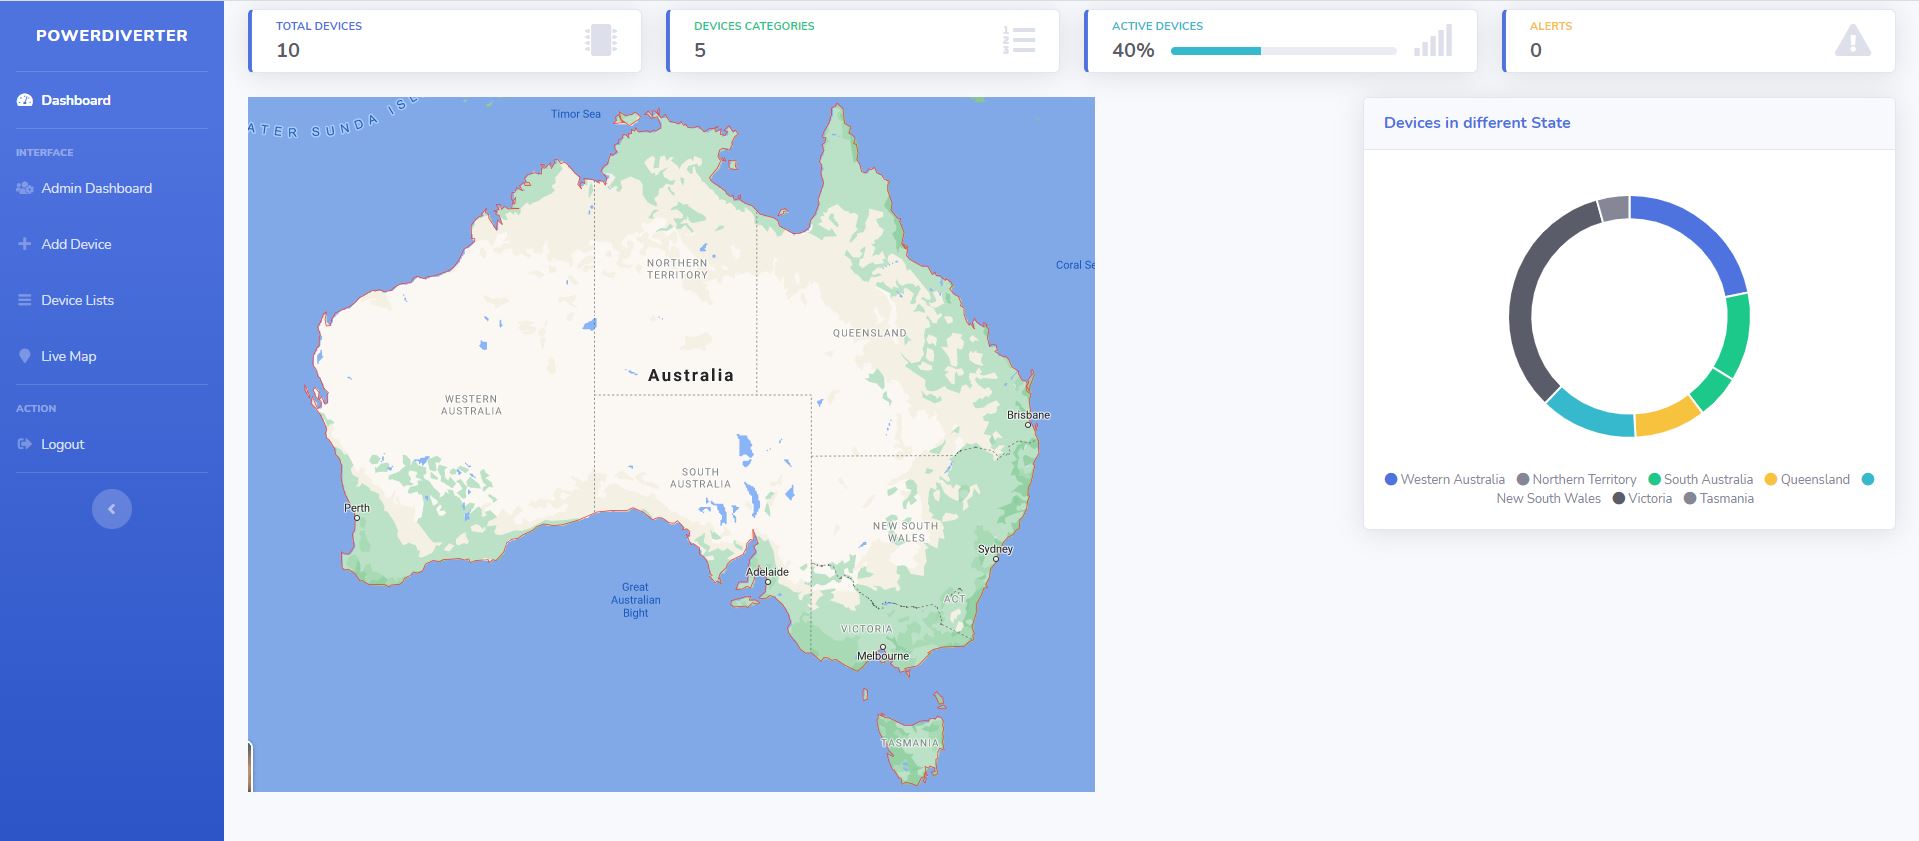 POWERDIVERTER
Dashboard
INTERFACE
Admin Dashboard
Add Device
Device Lists
Live Map
ACTION
Logout
TOTAL DEVICES
10
DEVICES CATEGORIES
5
1
2
3
ACTIVE DEVICES
40%
ALERTS
0
ATER SUNDA ISL
Timor Sea
Coral Se
NORTHERN
TERRITORY
QUEENSLAND
Australia
WESTERN
AUSTRALIA
Brisbane
SOUTH
AUSTRALIA
Perth
NEW SOUTH
WALES
Sydney
Adelaide
Great
Australian
Bight
ACT
VICTORIA
Melbourne
TASMANIA
Devices in different State
Western Australia Northern Territory South Australia Queensland
New South Wales Victoria Tasmania